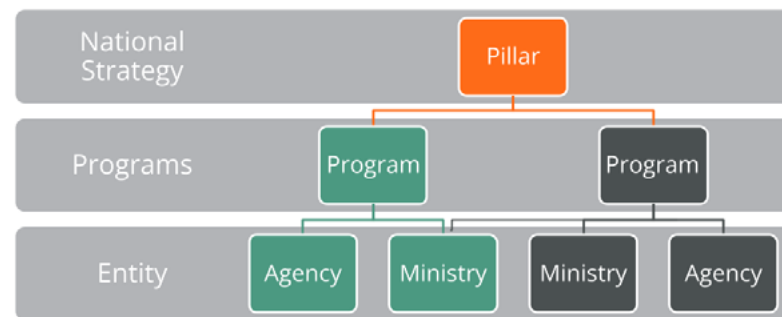 National
Strategy
Pillar
Programs
Program
Program
Entity
Agency
Ministry
Ministry
Agency